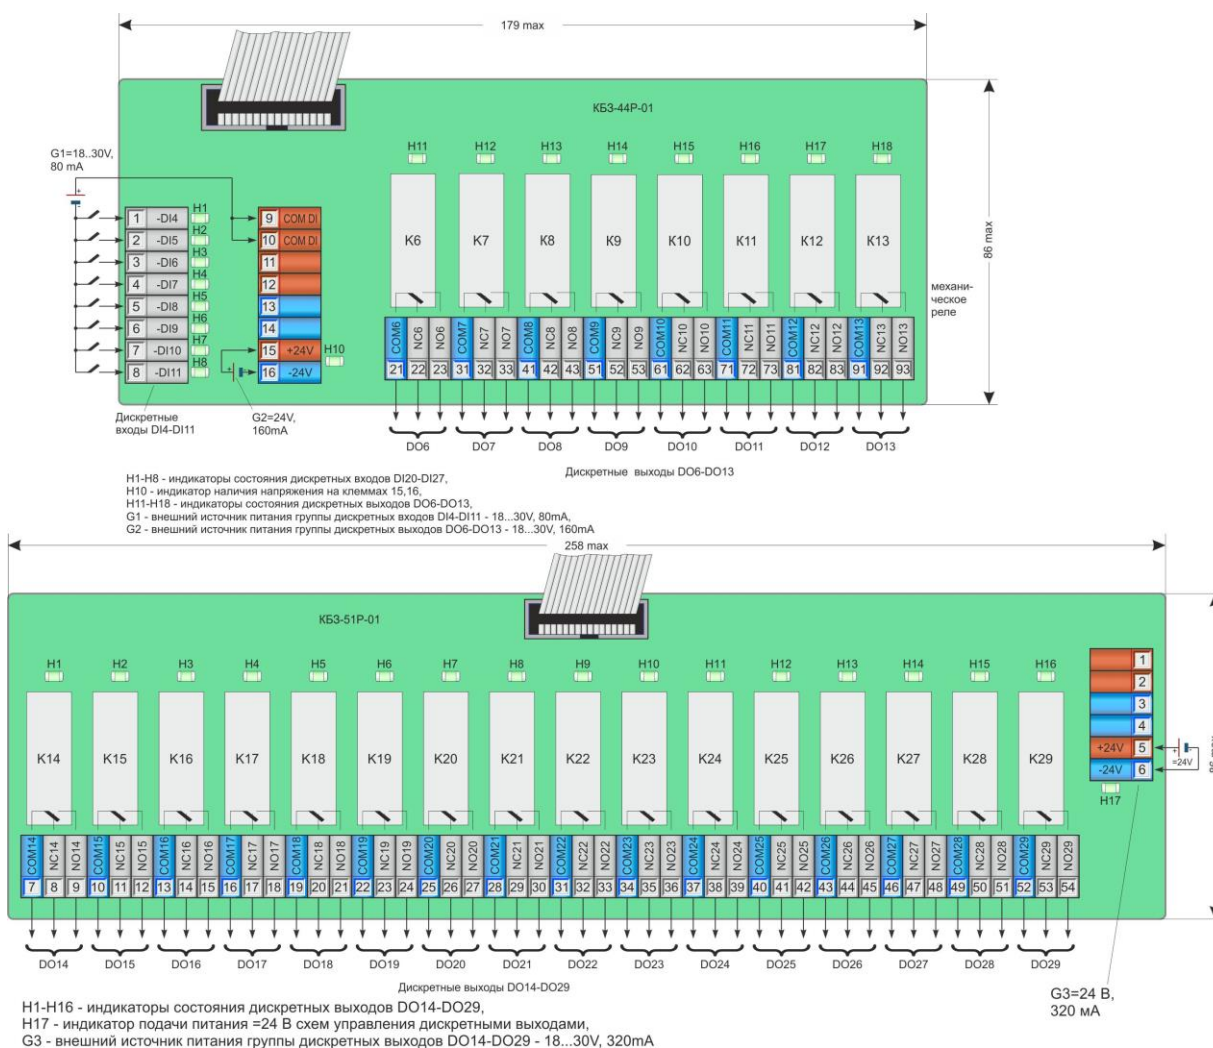 179 max
КБЗ-44Р-01
86 max
G1=18..30V,
80 mA
H11 H12 H13 H14 H15 H16 H17 H18
K6 K7 K8 K9 K10 K11 K12 K13
механи-
ческое
реле
1 -DI4 H1
2 -DI5 H2
3 -DI6 H3
4 -DI7 H4
5 -DI8 H5
6 -DI9 H6
7 -DI10 H7
8 -DI11 H8
9 COM DI
10 COM DI
11
12
13
14
15 +24V H10
16 -24V
COM6 NC6 NO6 COM7 NC7 NO7 COM8 NC8 NO8 COM9 NC9 NO9 COM10 NC10 NO10 COM11 NC11 NO11 COM12 NC12 NO12 COM13 NC13 NO13
21 22 23 31 32 33 41 42 43 51 52 53 61 62 63 71 72 73 81 82 83 91 92 93
DO6 DO7 DO8 DO9 DO10 DO11 DO12 DO13
Дискретные
входы DI4-DI11
G2=24V,
160mA
Дискретные выходы DO6-DO13
H1-H8 - индикаторы состояния дискретных входов DI20-DI27,
H10 - индикатор наличия напряжения на клеммах 15,16,
H11-H18 - индикаторы состояния дискретных выходов DO6-DO13,
G1 - внешний источник питания группы дискретных входов DI4-DI11 - 18...30V, 80mA,
G2 - внешний источник питания группы дискретных выходов DO6-DO13 - 18...30V, 160mA
258 max
КБЗ-51Р-01
H1 H2 H3 H4 H5 H6 H7 H8 H9 H10 H11 H12 H13 H14 H15 H16
K14 K15 K16 K17 K18 K19 K20 K21 K22 K23 K24 K25 K26 K27 K28 K29
1
2
3
4
+24V 5
-24V 6
=24V
H17
86 max
COM14 NC14 NO14 COM15 NC15 NO15 COM16 NC16 NO16 COM17 NC17 NO17 COM18 NC18 NO18 COM19 NC19 NO19 COM20 NC20 NO20 COM21 NC21 NO21 COM22 NC22 NO22 COM23 NC23 NO23 COM24 NC24 NO24 COM25 NC25 NO25 COM26 NC26 NO26 COM27 NC27 NO27 COM28 NC28 NO28 COM29 NC29 NO29
7 8 9 10 11 12 13 14 15 16 17 18 19 20 21 22 23 24 25 26 27 28 29 30 31 32 33 34 35 36 37 38 39 40 41 42 43 44 45 46 47 48 49 50 51 52 53 54
DO14 DO15 DO16 DO17 DO18 DO19 DO20 DO21 DO22 DO23 DO24 DO25 DO26 DO27 DO28 DO29
Дискретные выходы DO14-DO29
G3=24 В,
320 мА
H1-H16 - индикаторы состояния дискретных выходов DO14-DO29,
H17 - индикатор подачи питания =24 В схем управления дискретными выходами,
G3 - внешний источник питания группы дискретных выходов DO14-DO29 - 18...30V, 320mA